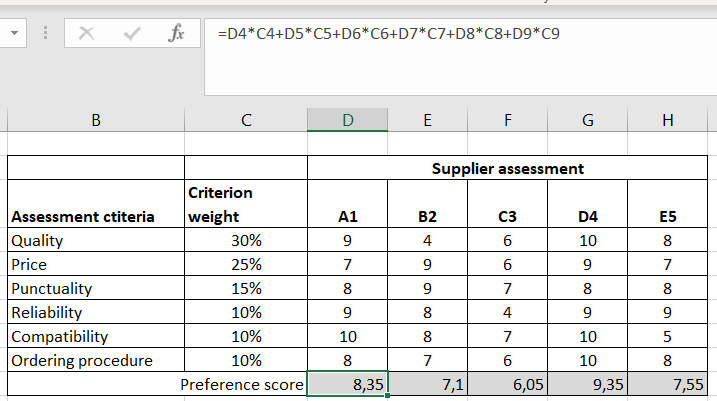 fx =D4*C4+D5*C5+D6*C6+D7*C7+D8*C8+D9*C9
B C D E F G H
Supplier assessment
Criterion
Assessment ctiteria weight A1 B2 C3 D4 E5
Quality 30% 9 4 6 10 8
Price 25% 7 9 6 9 7
Punctuality 15% 8 9 7 8 8
Reliability 10% 9 8 4 9 9
Compatibility 10% 10 8 7 10 5
Ordering procedure 10% 8 7 6 10 8
Preference score 8,35 7,1 6,05 9,35 7,55